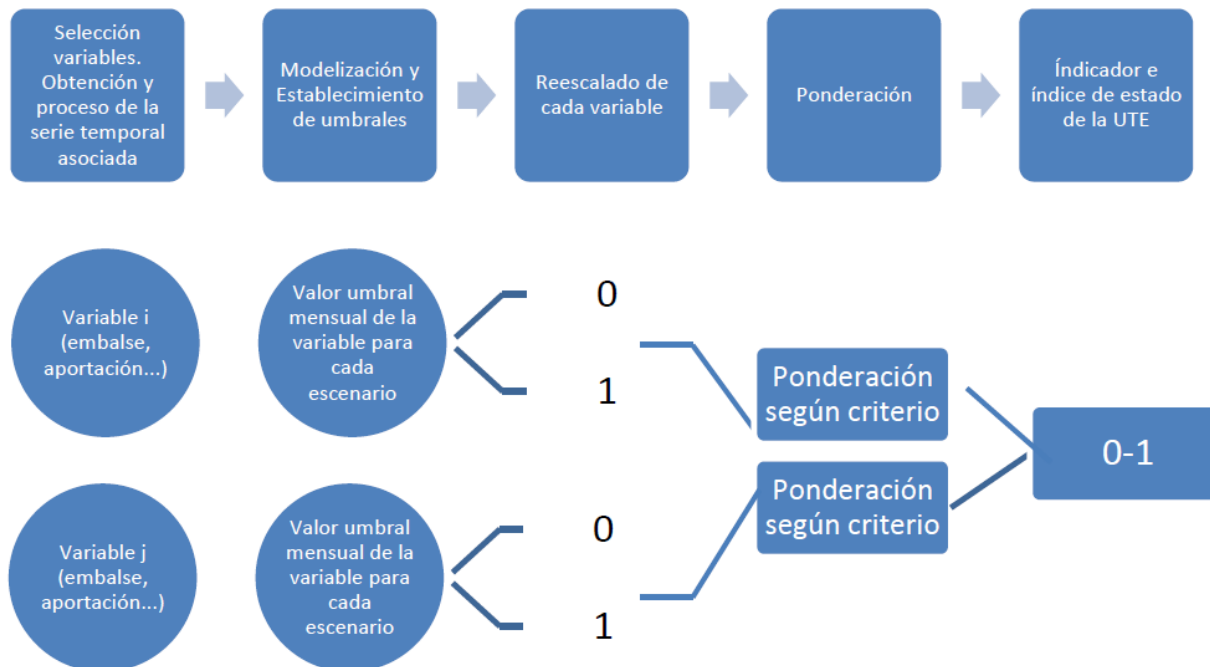 Selección
variables.
Obtención y
proceso de la
serie temporal
asociada
Modelización y
Establecimiento
de umbrales
Reescalado de
cada variable
Ponderación
Índicador e
índice de estado
de la UTE
Variable i
(embalse,
aportación...)
Valor umbral
mensual de la
variable para
cada
escenario
0
1
Ponderación
según criterio
0-1
Variable j
(embalse,
aportación...)
Valor umbral
mensual de la
variable para
cada
escenario
0
1
Ponderación
según criterio